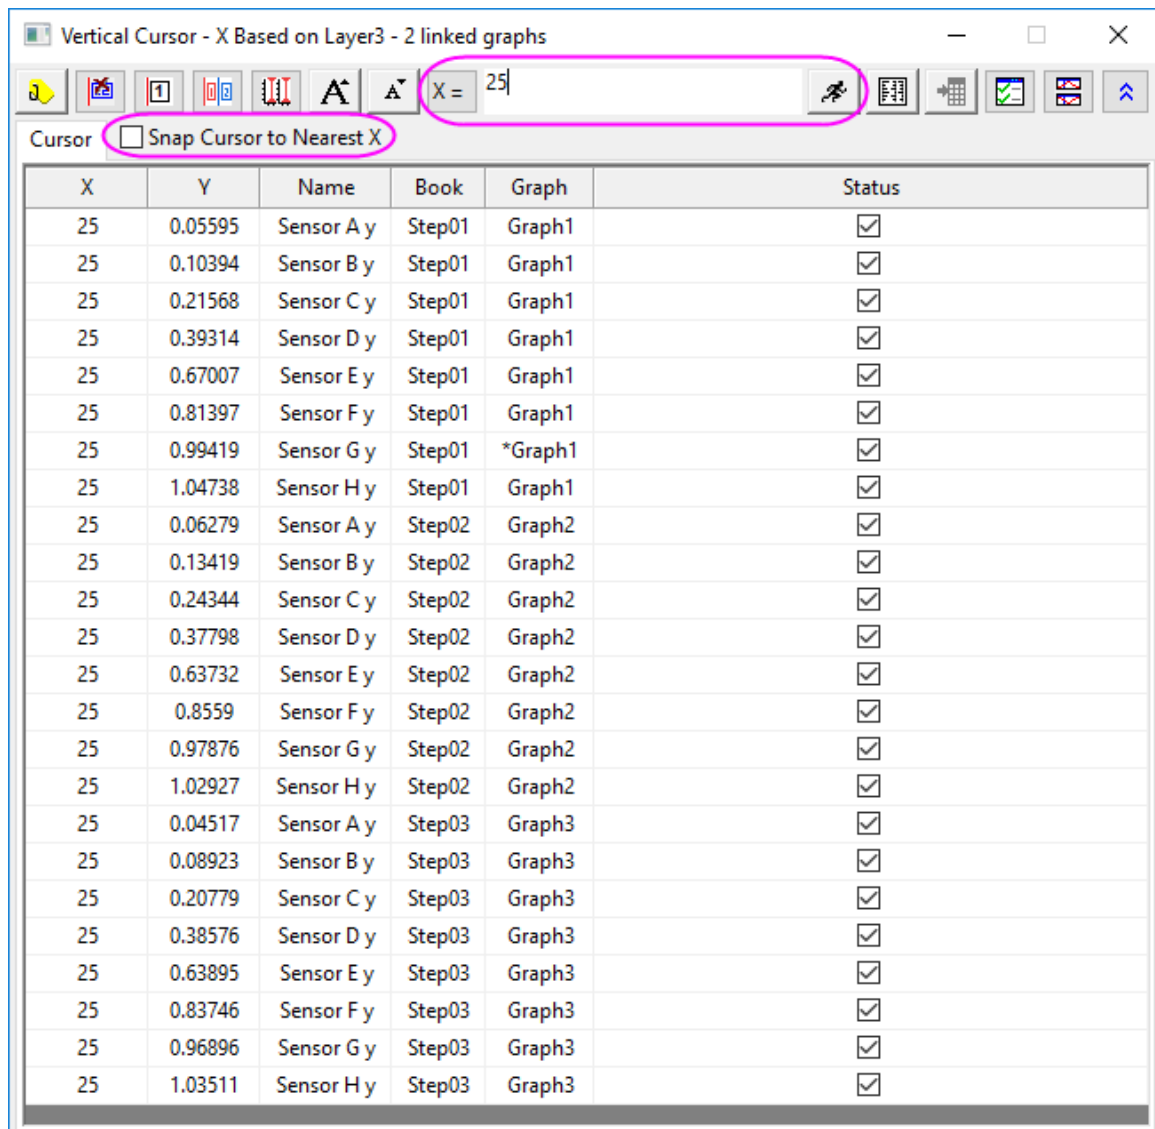 Vertical Cursor - X Based on Layer3 - 2 linked graphs
1 A A X = 25
Cursor Snap Cursor to Nearest X
X Y Name Book Graph Status
25 0.05595 Sensor A y Step01 Graph1
25 0.10394 Sensor B y Step01 Graph1
25 0.21568 Sensor C y Step01 Graph1
25 0.39314 Sensor D y Step01 Graph1
25 0.67007 Sensor E y Step01 Graph1
25 0.81397 Sensor F y Step01 Graph1
25 0.99419 Sensor G y Step01 *Graph1
25 1.04738 Sensor H y Step01 Graph1
25 0.06279 Sensor A y Step02 Graph2
25 0.13419 Sensor B y Step02 Graph2
25 0.24344 Sensor C y Step02 Graph2
25 0.37798 Sensor D y Step02 Graph2
25 0.63732 Sensor E y Step02 Graph2
25 0.8559 Sensor F y Step02 Graph2
25 0.97876 Sensor G y Step02 Graph2
25 1.02927 Sensor H y Step02 Graph2
25 0.04517 Sensor A y Step03 Graph3
25 0.08923 Sensor B y Step03 Graph3
25 0.20779 Sensor C y Step03 Graph3
25 0.38576 Sensor D y Step03 Graph3
25 0.63895 Sensor E y Step03 Graph3
25 0.83746 Sensor F y Step03 Graph3
25 0.96896 Sensor G y Step03 Graph3
25 1.03511 Sensor H y Step03 Graph3